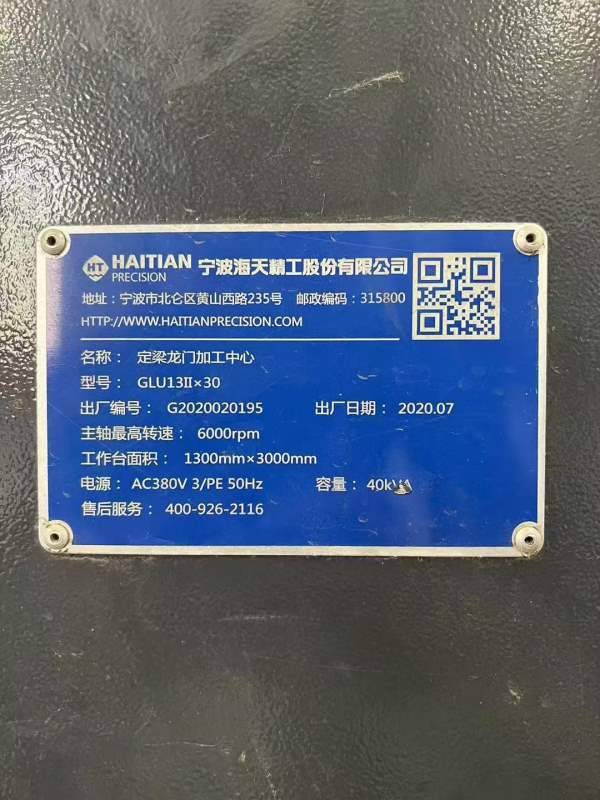 HT HAITIAN PRECISION 宁波海天精工股份有限公司
地址：宁波市北仑区黄山西路235号 邮政编码：315800
HTTP://WWW.HAITIANPRECISION.COM
名称： 定梁龙门加工中心
型号： GLU13II×30
出厂编号： G2020020195 出厂日期： 2020.07
主轴最高转速： 6000rpm
工作台面积： 1300mm×3000mm
电源： AC380V 3/PE 50Hz 容量： 40kVA
售后服务： 400-926-2116